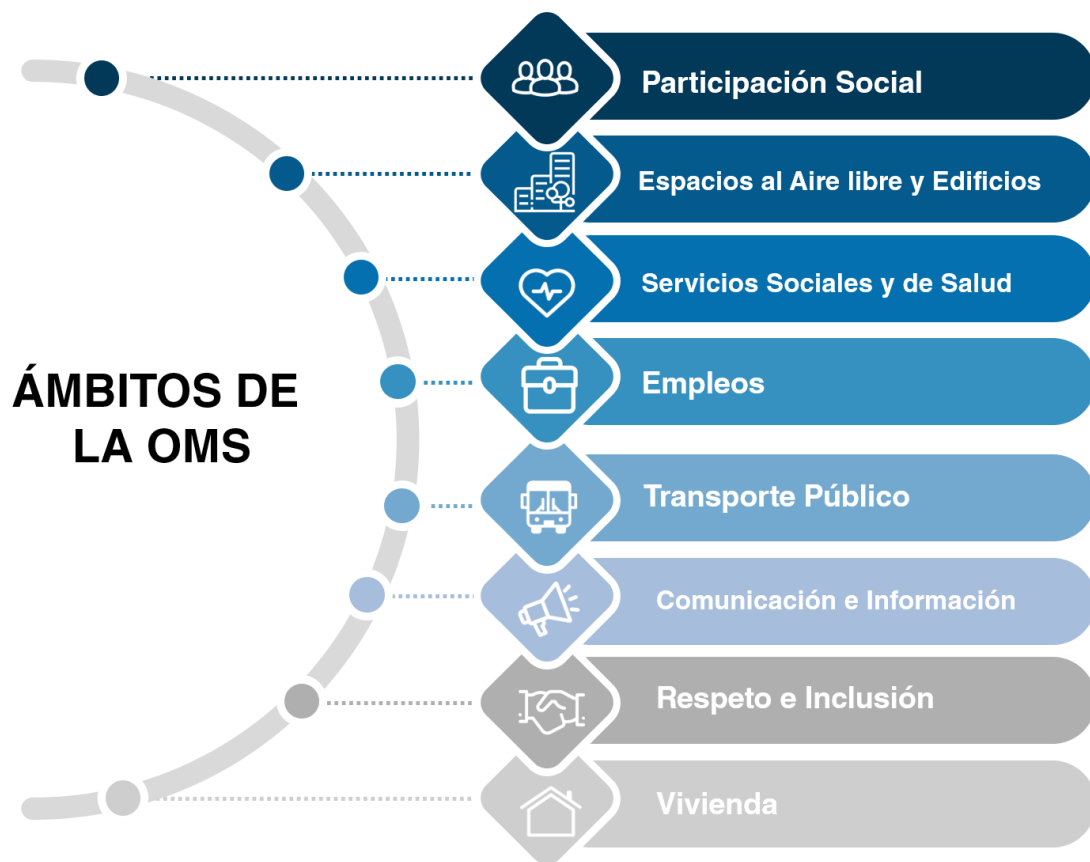 ÁMBITOS DE
LA OMS
Participación Social
Espacios al Aire libre y Edificios
Servicios Sociales y de Salud
Empleos
Transporte Público
Comunicación e Información
Respeto e Inclusión
Vivienda